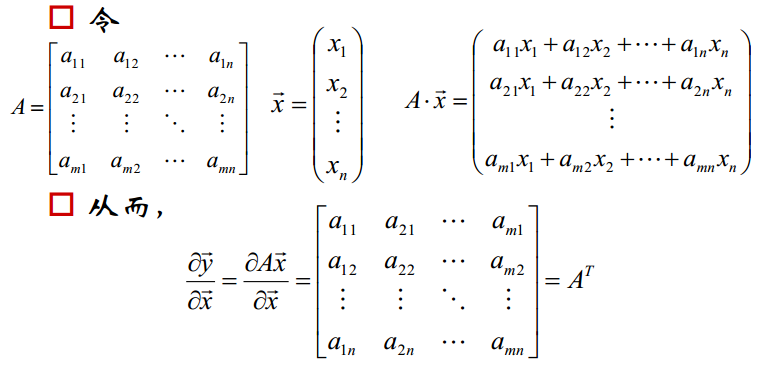 □ 令
A = [a₁₁ a₁₂ ⋯ a₁ₙ; a₂₁ a₂₂ ⋯ a₂ₙ; ⋮ ⋮ ⋱ ⋮; aₘ₁ aₘ₂ ⋯ aₘₙ]  x⃗ = (x₁; x₂; ⋮; xₙ)  A·x⃗ = (a₁₁x₁ + a₁₂x₂ + ⋯ + a₁ₙxₙ; a₂₁x₁ + a₂₂x₂ + ⋯ + a₂ₙxₙ; ⋮; aₘ₁x₁ + aₘ₂x₂ + ⋯ + aₘₙxₙ)
□ 从而，
∂y⃗/∂x⃗ = ∂Ax⃗/∂x⃗ = [a₁₁ a₂₁ ⋯ aₘ₁; a₁₂ a₂₂ ⋯ aₘ₂; ⋮ ⋮ ⋱ ⋮; a₁ₙ a₂ₙ ⋯ aₘₙ] = Aᵀ